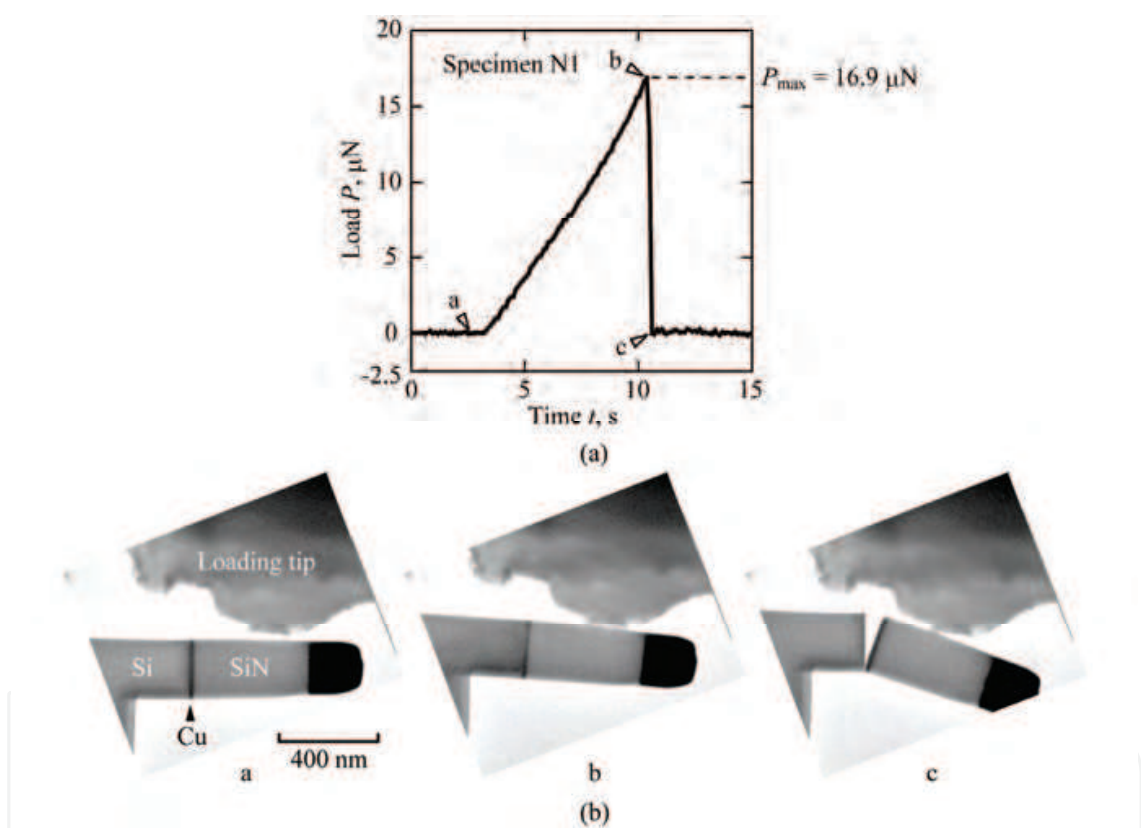 20
Specimen N1
b
P_max = 16.9 μN
15
Load P, μN
10
5
a
0
c
-2.5
0
5
10
15
Time t, s
(a)
Loading tip
Si
SiN
Cu
400 nm
a
b
c
(b)